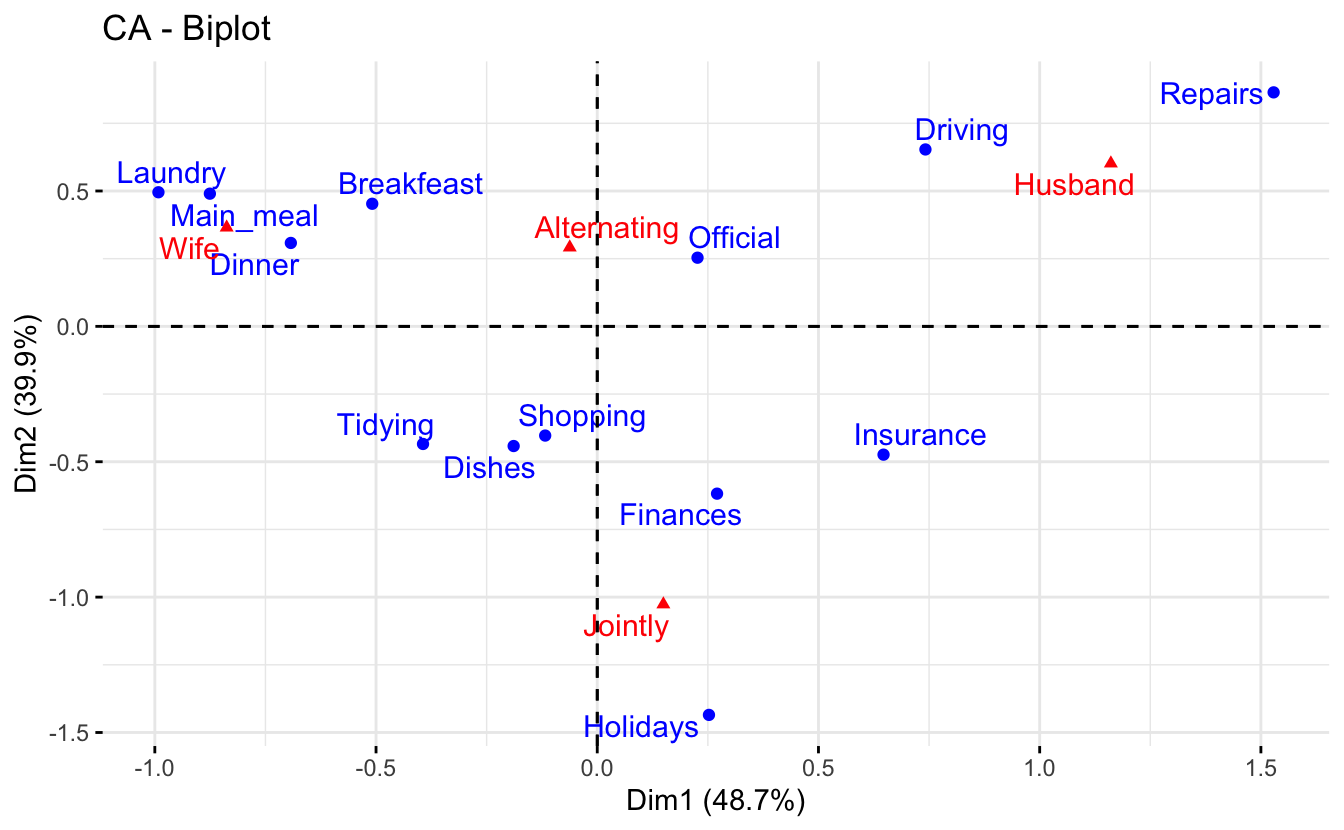 CA - Biplot
Repairs
Driving
Laundry
Breakfeast
Husband
Main_meal
Alternating
Official
Wife
Dinner
Shopping
Tidying
Insurance
Dishes
Finances
Jointly
Holidays
0.5
0.0
-0.5
-1.0
-1.5
Dim2 (39.9%)
-1.0
-0.5
0.0
0.5
1.0
1.5
Dim1 (48.7%)